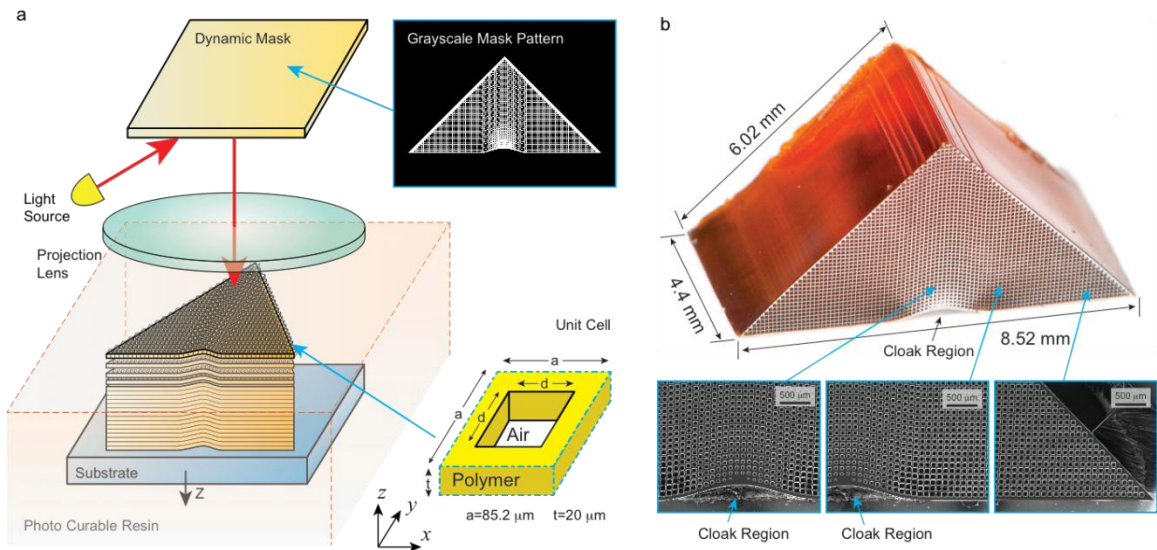 a
Dynamic Mask
Grayscale Mask Pattern
Light
Source
Projection
Lens
Unit Cell
a
d
a
d
Air
Polymer
t
a=85.2 μm t=20 μm
Substrate
z
Photo Curable Resin
z
y
x
b
6.02 mm
4.4 mm
Cloak Region
8.52 mm
500 μm
500 μm
500 μm
Cloak Region
Cloak Region